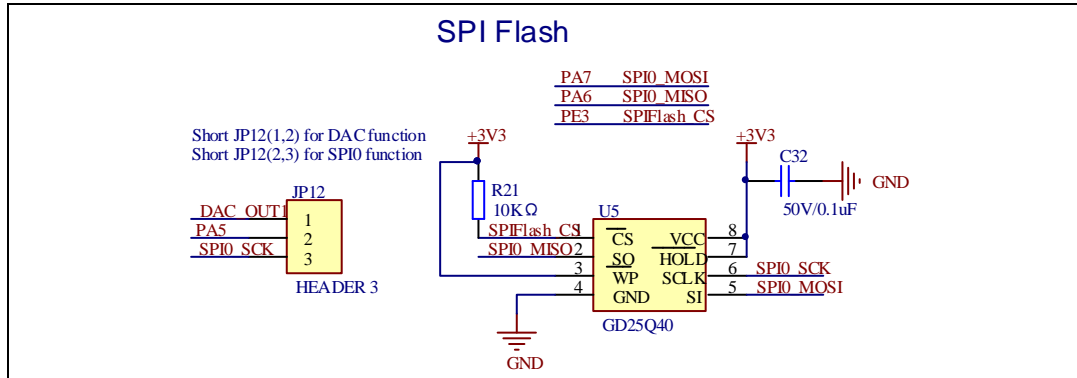 SPI Flash
PA7 SPI0_MOSI
PA6 SPI0_MISO
PE3 SPIFlash_CS
Short JP12(1,2) for DAC function
Short JP12(2,3) for SPI0 function
+3V3
+3V3
C32
GND
50V/0.1uF
R21
10KΩ
JP12
DAC_OUT1 1
PA5 2
SPI0_SCK 3
HEADER 3
U5
SPIFlash_CS 1 CS VCC 8
SPI0_MISO 2 SO HOLD 7
3 WP SCLK 6 SPI0_SCK
4 GND SI 5 SPI0_MOSI
GD25Q40
GND